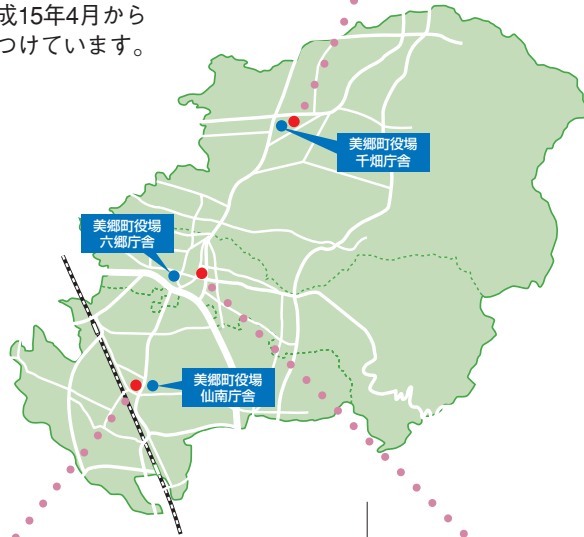 成15年4月から
つけています。
美郷町役場
千畑庁舎
美郷町役場
六郷庁舎
美郷町役場
仙南庁舎